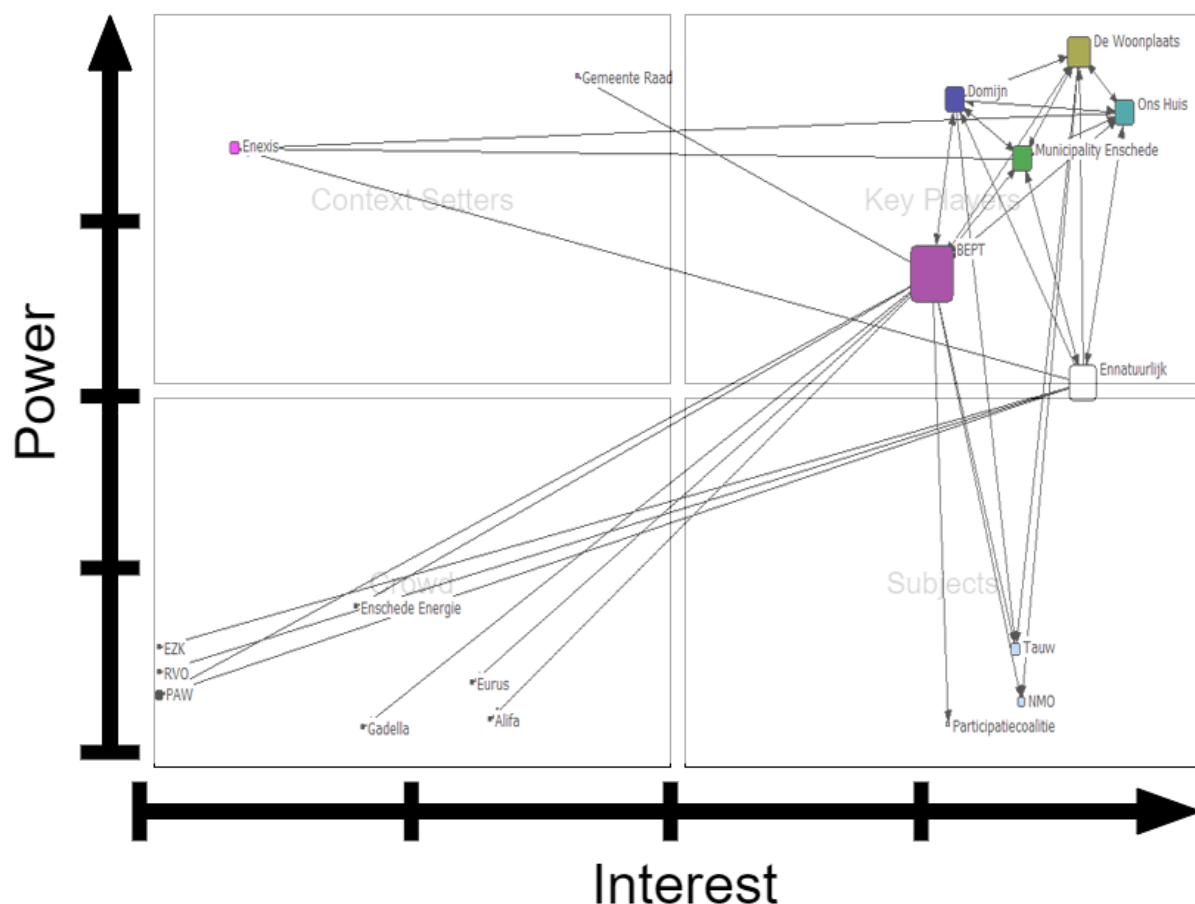 De Woonplaats
Gemeente Raad
Domijn
Ons Huis
Enexis
Municipality Enschede
Context Setters
Key Players
BEPT
Power
Ennatuurlijk
Crowd
Subjects
Enschede Energie
EZK
Tauw
RVO
Eurus
PAW
NMO
Alifa
Gadella
Participatiecoalitie
Interest